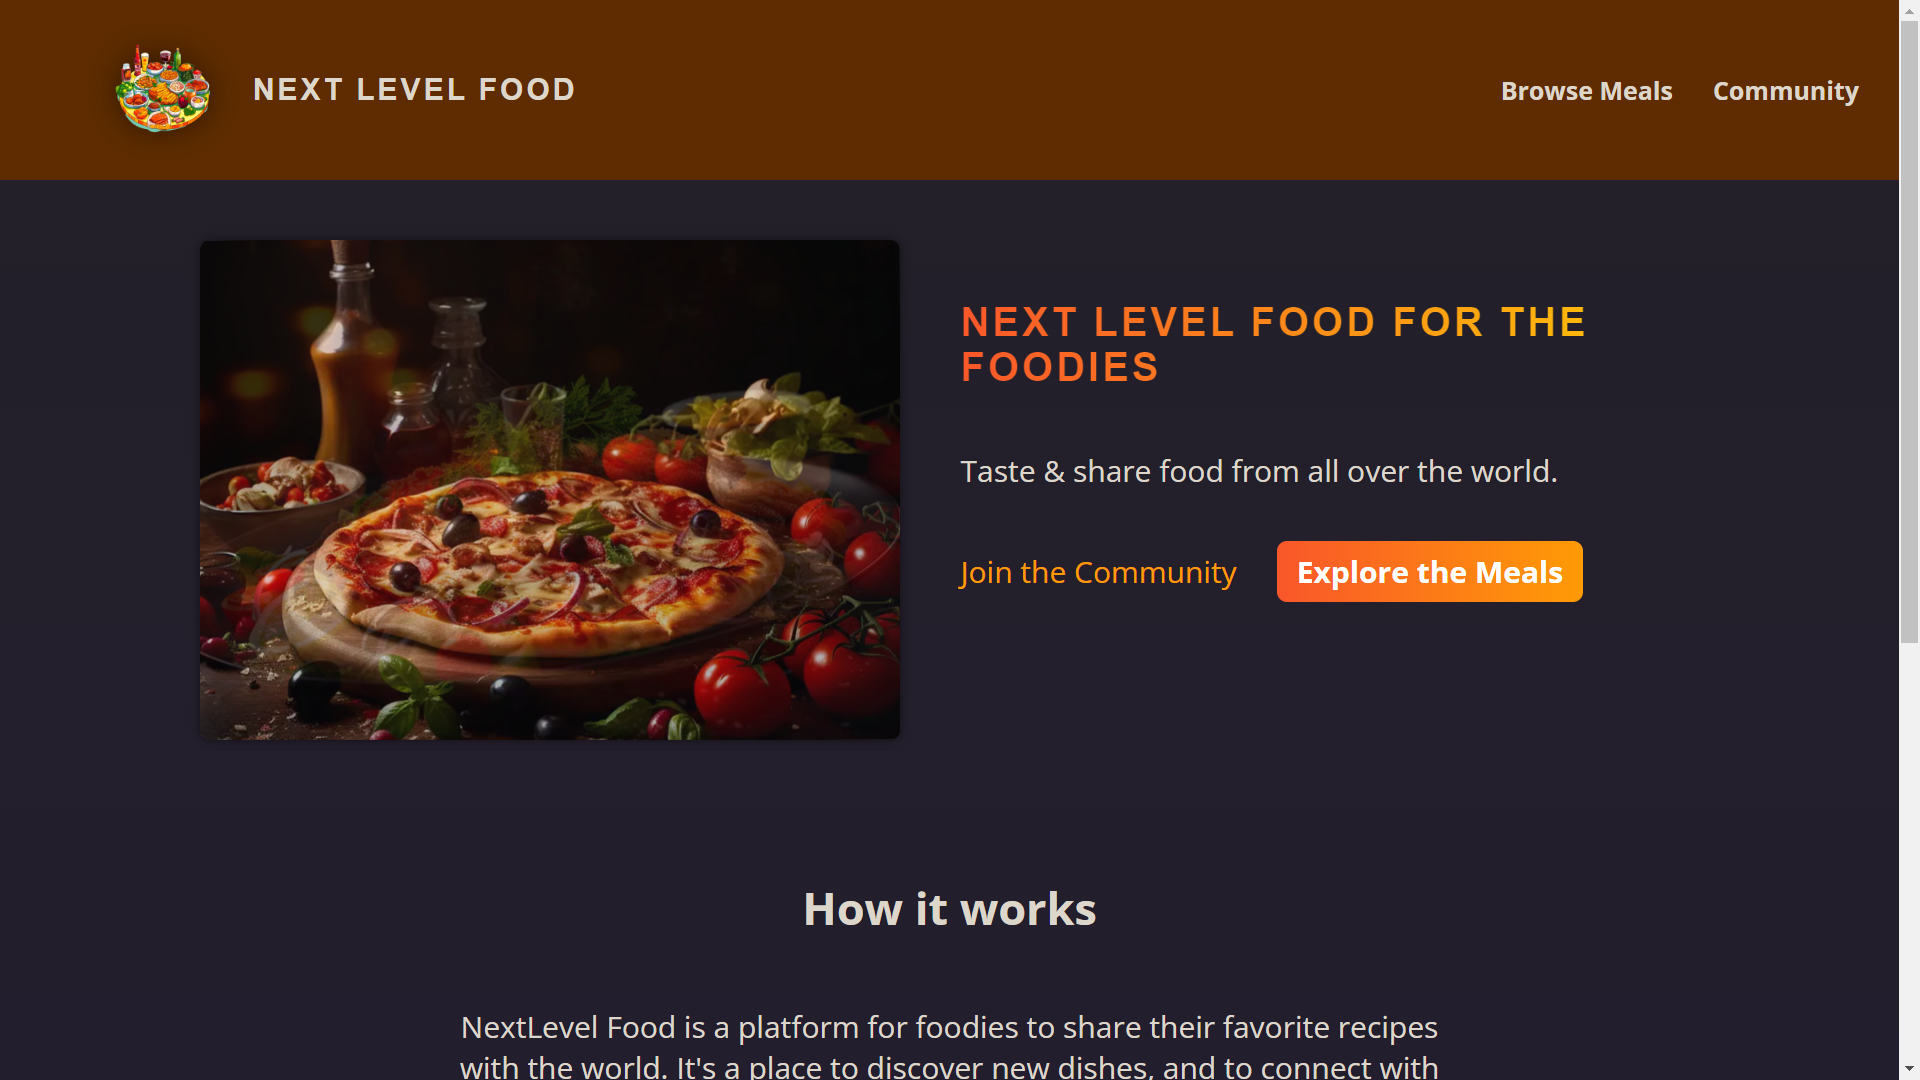 NEXT LEVEL FOOD
Browse Meals
Community
NEXT LEVEL FOOD FOR THE
FOODIES
Taste & share food from all over the world.
Join the Community
Explore the Meals
How it works
NextLevel Food is a platform for foodies to share their favorite recipes
with the world. It's a place to discover new dishes, and to connect with